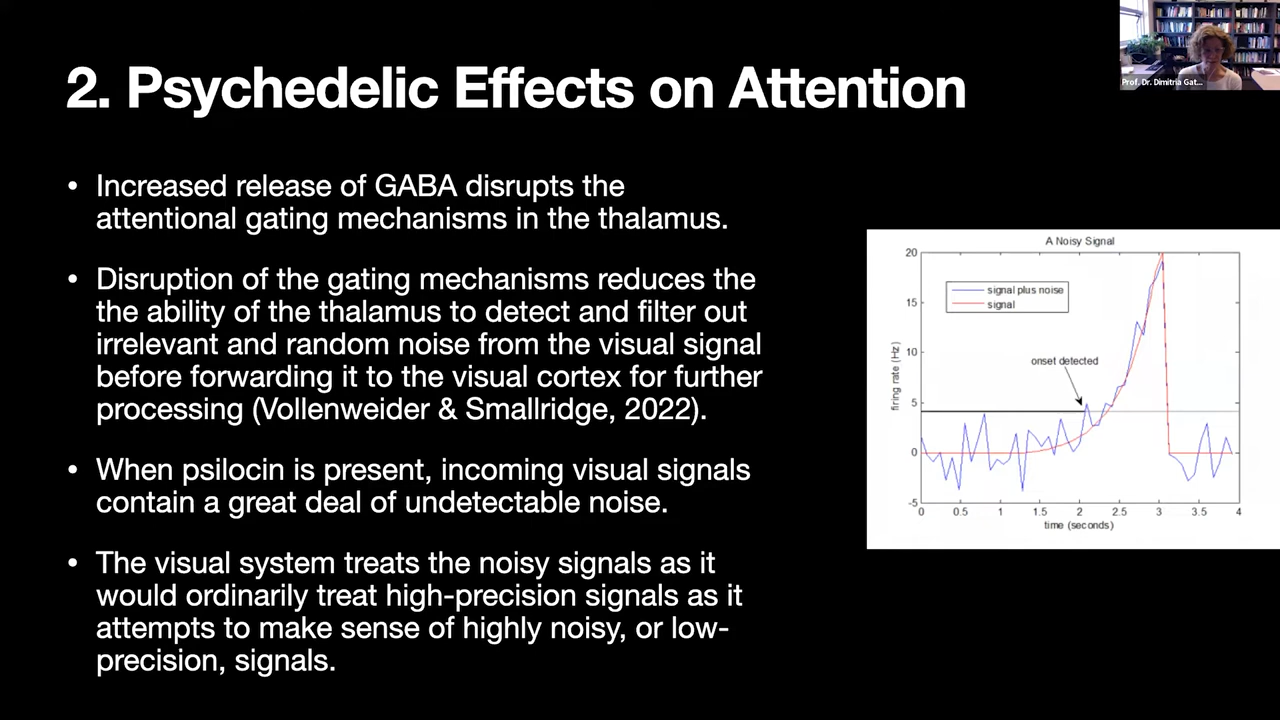 2. Psychedelic Effects on Attention
Prof. Dr. Dimitria Gat...
• Increased release of GABA disrupts the
attentional gating mechanisms in the thalamus.
• Disruption of the gating mechanisms reduces the
the ability of the thalamus to detect and filter out
irrelevant and random noise from the visual signal
before forwarding it to the visual cortex for further
processing (Vollenweider & Smallridge, 2022).
• When psilocin is present, incoming visual signals
contain a great deal of undetectable noise.
• The visual system treats the noisy signals as it
would ordinarily treat high-precision signals as it
attempts to make sense of highly noisy, or low-
precision, signals.
A Noisy Signal
signal plus noise
signal
onset detected
firing rate (Hz)
20
15
10
5
0
-5
0 0.5 1 1.5 2 2.5 3 3.5 4
time (seconds)